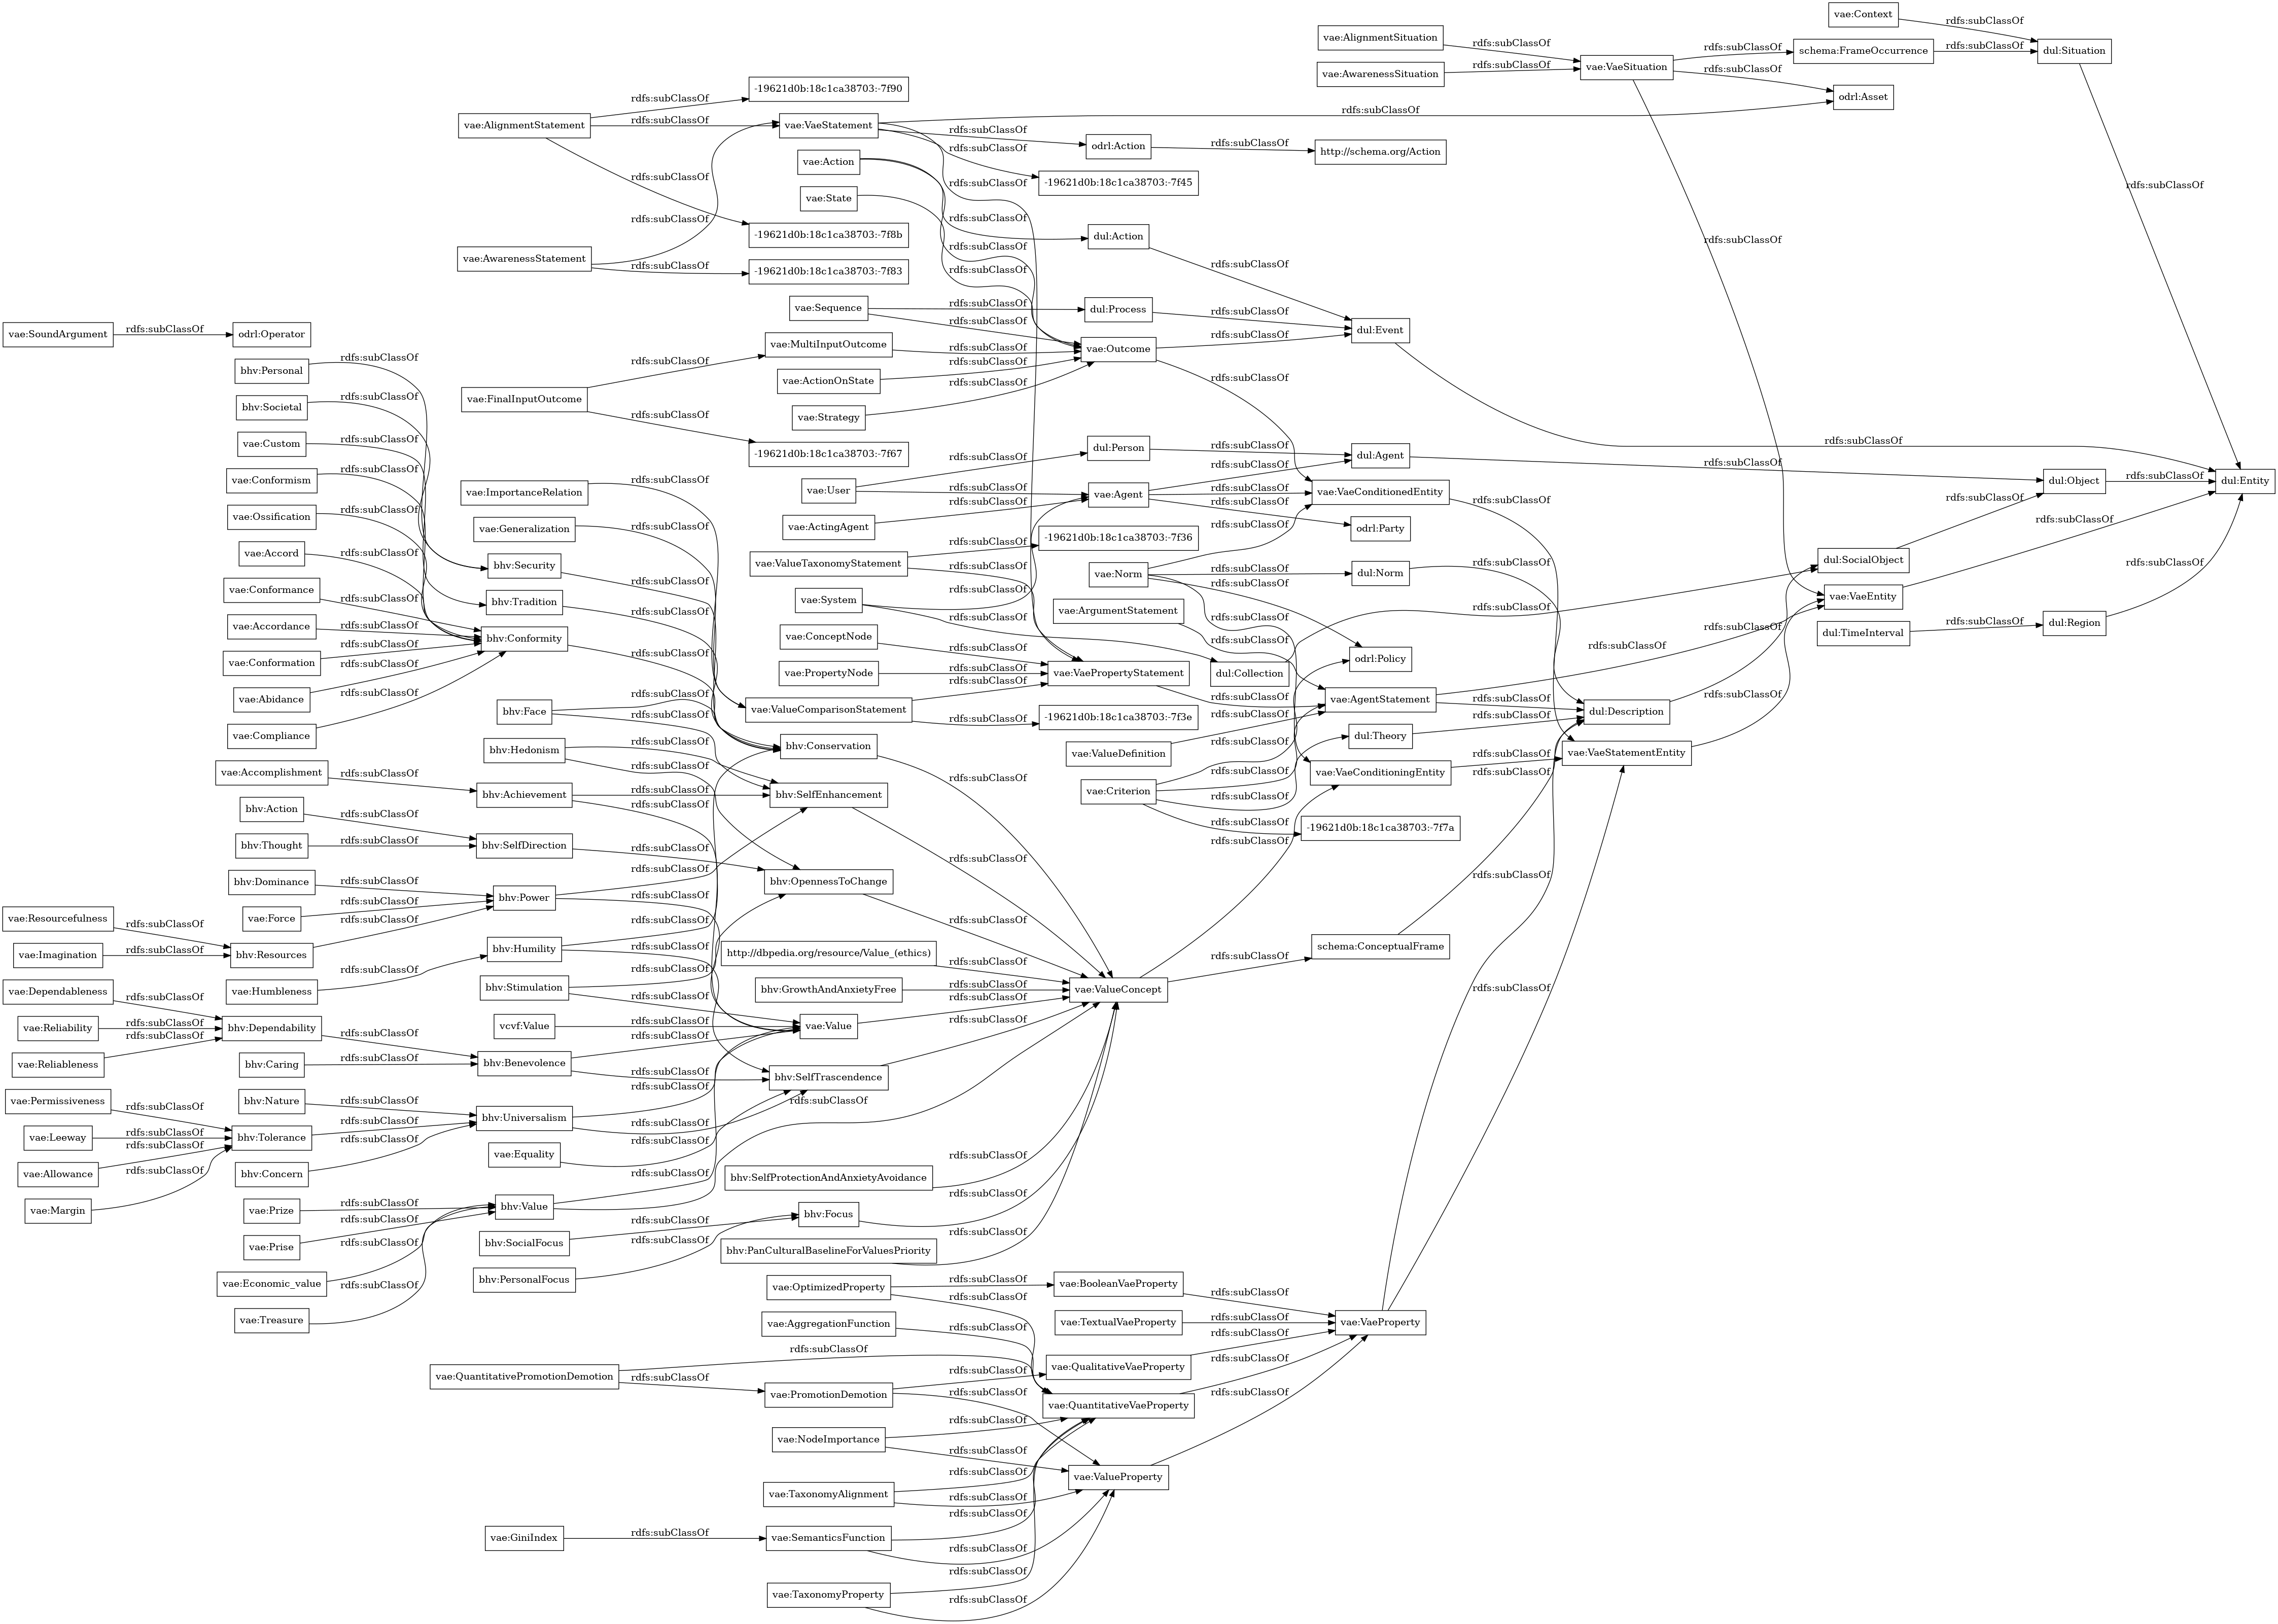 vae:Context
rdfs:subClassOf
vae:AlignmentSituation
rdfs:subClassOf
vae:VaeSituation
rdfs:subClassOf
schema:FrameOccurrence
rdfs:subClassOf
dul:Situation
vae:AwarenessSituation
rdfs:subClassOf
rdfs:subClassOf
odrl:Asset
-19621d0b:18c1ca38703:-7f90
rdfs:subClassOf
vae:AlignmentStatement
rdfs:subClassOf
vae:VaeStatement
rdfs:subClassOf
rdfs:subClassOf
odrl:Action
rdfs:subClassOf
http://schema.org/Action
vae:Action
rdfs:subClassOf
-19621d0b:18c1ca38703:-7f45
rdfs:subClassOf
rdfs:subClassOf
rdfs:subClassOf
vae:State
rdfs:subClassOf
rdfs:subClassOf
-19621d0b:18c1ca38703:-7f8b
rdfs:subClassOf
dul:Action
rdfs:subClassOf
rdfs:subClassOf
vae:AwarenessStatement
rdfs:subClassOf
-19621d0b:18c1ca38703:-7f83
rdfs:subClassOf
rdfs:subClassOf
vae:Sequence
rdfs:subClassOf
dul:Process
rdfs:subClassOf
vae:SoundArgument
rdfs:subClassOf
odrl:Operator
rdfs:subClassOf
dul:Event
vae:MultiInputOutcome
rdfs:subClassOf
vae:Outcome
rdfs:subClassOf
bhv:Personal
rdfs:subClassOf
rdfs:subClassOf
vae:ActionOnState
rdfs:subClassOf
rdfs:subClassOf
bhv:Societal
rdfs:subClassOf
vae:FinalInputOutcome
rdfs:subClassOf
vae:Strategy
rdfs:subClassOf
vae:Custom
rdfs:subClassOf
rdfs:subClassOf
-19621d0b:18c1ca38703:-7f67
dul:Person
rdfs:subClassOf
dul:Agent
rdfs:subClassOf
rdfs:subClassOf
vae:Conformism
rdfs:subClassOf
rdfs:subClassOf
rdfs:subClassOf
rdfs:subClassOf
dul:Object
rdfs:subClassOf
dul:Entity
vae:ImportanceRelation
rdfs:subClassOf
vae:User
rdfs:subClassOf
vae:Agent
rdfs:subClassOf
vae:VaeConditionedEntity
rdfs:subClassOf
vae:Ossification
rdfs:subClassOf
vae:Generalization
rdfs:subClassOf
vae:ActingAgent
rdfs:subClassOf
rdfs:subClassOf
odrl:Party
rdfs:subClassOf
rdfs:subClassOf
vae:Accord
rdfs:subClassOf
bhv:Security
rdfs:subClassOf
vae:ValueTaxonomyStatement
rdfs:subClassOf
-19621d0b:18c1ca38703:-7f36
rdfs:subClassOf
dul:SocialObject
rdfs:subClassOf
vae:Conformance
rdfs:subClassOf
rdfs:subClassOf
vae:Norm
rdfs:subClassOf
dul:Norm
rdfs:subClassOf
rdfs:subClassOf
vae:VaeEntity
bhv:Tradition
rdfs:subClassOf
vae:System
rdfs:subClassOf
rdfs:subClassOf
vae:ArgumentStatement
rdfs:subClassOf
vae:Accordance
rdfs:subClassOf
bhv:Conformity
rdfs:subClassOf
vae:ConceptNode
rdfs:subClassOf
rdfs:subClassOf
dul:TimeInterval
rdfs:subClassOf
dul:Region
vae:Conformation
rdfs:subClassOf
rdfs:subClassOf
vae:PropertyNode
rdfs:subClassOf
vae:VaePropertyStatement
dul:Collection
odrl:Policy
rdfs:subClassOf
vae:Abidance
rdfs:subClassOf
bhv:Face
rdfs:subClassOf
vae:ValueComparisonStatement
rdfs:subClassOf
rdfs:subClassOf
vae:AgentStatement
rdfs:subClassOf
dul:Description
rdfs:subClassOf
vae:Compliance
rdfs:subClassOf
rdfs:subClassOf
rdfs:subClassOf
-19621d0b:18c1ca38703:-7f3e
rdfs:subClassOf
rdfs:subClassOf
bhv:Hedonism
rdfs:subClassOf
bhv:Conservation
vae:ValueDefinition
rdfs:subClassOf
dul:Theory
rdfs:subClassOf
vae:VaeStatementEntity
vae:Accomplishment
rdfs:subClassOf
rdfs:subClassOf
rdfs:subClassOf
rdfs:subClassOf
vae:VaeConditioningEntity
rdfs:subClassOf
bhv:Achievement
rdfs:subClassOf
bhv:SelfEnhancement
vae:Criterion
rdfs:subClassOf
bhv:Action
rdfs:subClassOf
rdfs:subClassOf
rdfs:subClassOf
-19621d0b:18c1ca38703:-7f7a
bhv:Thought
rdfs:subClassOf
bhv:SelfDirection
rdfs:subClassOf
rdfs:subClassOf
rdfs:subClassOf
bhv:Dominance
rdfs:subClassOf
rdfs:subClassOf
bhv:OpennessToChange
rdfs:subClassOf
vae:Force
rdfs:subClassOf
bhv:Power
rdfs:subClassOf
vae:Resourcefulness
rdfs:subClassOf
rdfs:subClassOf
rdfs:subClassOf
rdfs:subClassOf
vae:Imagination
rdfs:subClassOf
bhv:Resources
bhv:Humility
rdfs:subClassOf
http://dbpedia.org/resource/Value_(ethics)
rdfs:subClassOf
rdfs:subClassOf
schema:ConceptualFrame
vae:Dependableness
rdfs:subClassOf
vae:Humbleness
rdfs:subClassOf
bhv:Stimulation
rdfs:subClassOf
bhv:GrowthAndAnxietyFree
rdfs:subClassOf
vae:ValueConcept
rdfs:subClassOf
vae:Reliability
rdfs:subClassOf
bhv:Dependability
rdfs:subClassOf
rdfs:subClassOf
rdfs:subClassOf
vcvf:Value
rdfs:subClassOf
vae:Value
rdfs:subClassOf
vae:Reliableness
rdfs:subClassOf
bhv:Caring
rdfs:subClassOf
bhv:Benevolence
rdfs:subClassOf
rdfs:subClassOf
bhv:SelfTrascendence
vae:Permissiveness
rdfs:subClassOf
bhv:Nature
rdfs:subClassOf
rdfs:subClassOf
rdfs:subClassOf
vae:Leeway
rdfs:subClassOf
bhv:Tolerance
rdfs:subClassOf
bhv:Universalism
rdfs:subClassOf
vae:Allowance
rdfs:subClassOf
bhv:Concern
rdfs:subClassOf
vae:Equality
rdfs:subClassOf
rdfs:subClassOf
vae:Margin
rdfs:subClassOf
vae:Prize
rdfs:subClassOf
bhv:Value
rdfs:subClassOf
bhv:SelfProtectionAndAnxietyAvoidance
rdfs:subClassOf
vae:Prise
rdfs:subClassOf
bhv:SocialFocus
rdfs:subClassOf
bhv:Focus
rdfs:subClassOf
vae:Economic_value
rdfs:subClassOf
bhv:PersonalFocus
rdfs:subClassOf
bhv:PanCulturalBaselineForValuesPriority
vae:Treasure
vae:OptimizedProperty
rdfs:subClassOf
vae:BooleanVaeProperty
rdfs:subClassOf
rdfs:subClassOf
vae:AggregationFunction
rdfs:subClassOf
vae:TextualVaeProperty
rdfs:subClassOf
vae:VaeProperty
rdfs:subClassOf
vae:QuantitativePromotionDemotion
rdfs:subClassOf
rdfs:subClassOf
vae:PromotionDemotion
rdfs:subClassOf
vae:QualitativeVaeProperty
rdfs:subClassOf
rdfs:subClassOf
vae:QuantitativeVaeProperty
rdfs:subClassOf
vae:NodeImportance
rdfs:subClassOf
rdfs:subClassOf
vae:ValueProperty
vae:TaxonomyAlignment
rdfs:subClassOf
rdfs:subClassOf
vae:GiniIndex
rdfs:subClassOf
vae:SemanticsFunction
rdfs:subClassOf
rdfs:subClassOf
vae:TaxonomyProperty
rdfs:subClassOf
rdfs:subClassOf